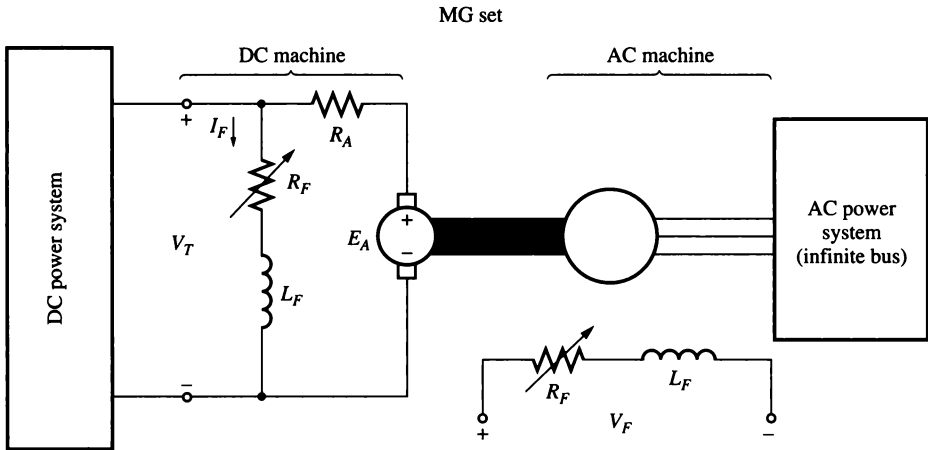 MG set
DC machine
AC machine
DC power system
+
I_F
R_A
R_F
V_T
E_A
+
−
L_F
−
AC power
system
(infinite bus)
R_F
L_F
+
V_F
−